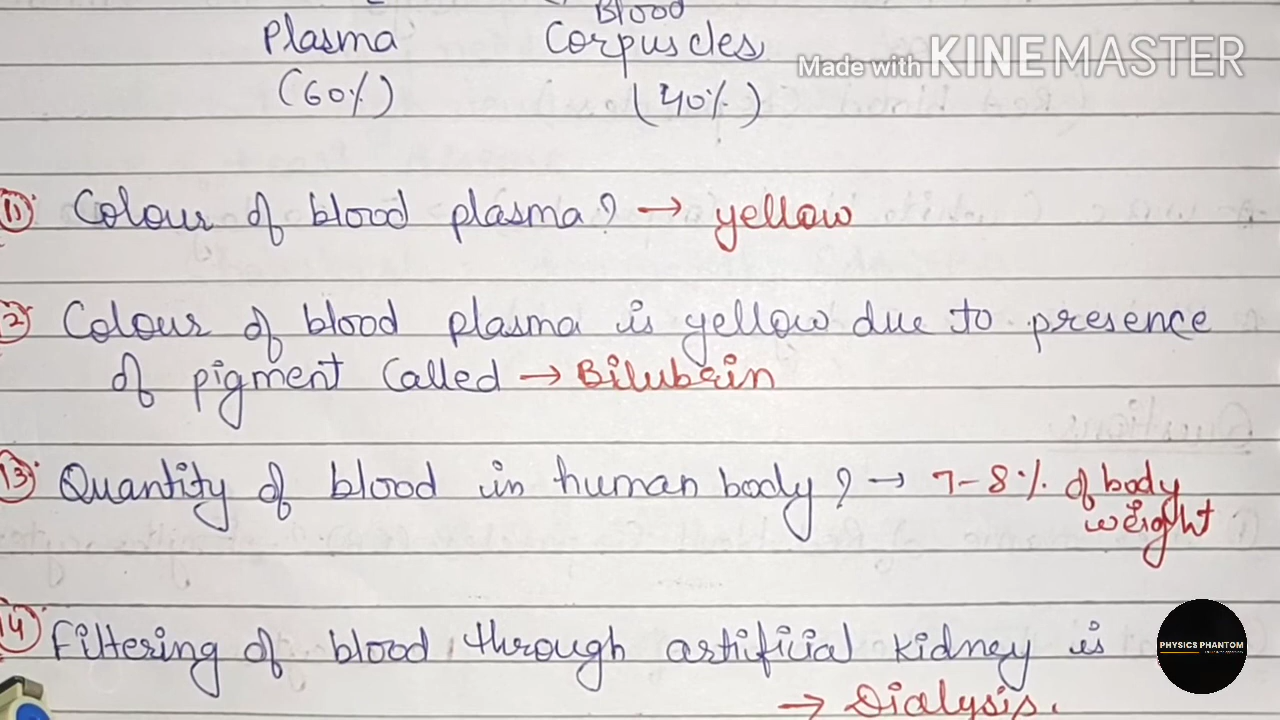 Blood
Plasma Corpuscles
(60%) (40%)
Made with KINEMASTER
11 Colour of blood plasma? → yellow
12 Colour of blood plasma is yellow due to presence
of pigment Called → Bilubrin
13 Quantity of blood in human body? → 7-8% of body
weight
14 Filtering of blood through artificial kidney is
→ Dialysis.
PHYSICS PHANTOM